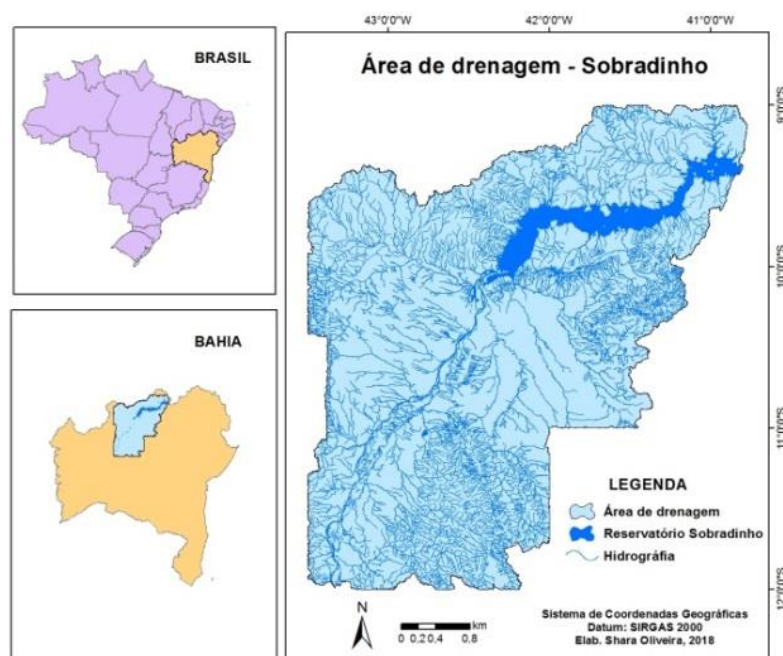 BRASIL
BAHIA
43°0'0"W 42°0'0"W 41°0'0"W
Área de drenagem - Sobradinho
9°0'0"S
10°0'0"S
11°0'0"S
12°0'0"S
LEGENDA
Área de drenagem
Reservatório Sobradinho
Hidrográfia
N
km
0 0,2 0,4 0,8
Sistema de Coordenadas Geográficas
Datum: SIRGAS 2000
Elab. Shara Oliveira, 2018